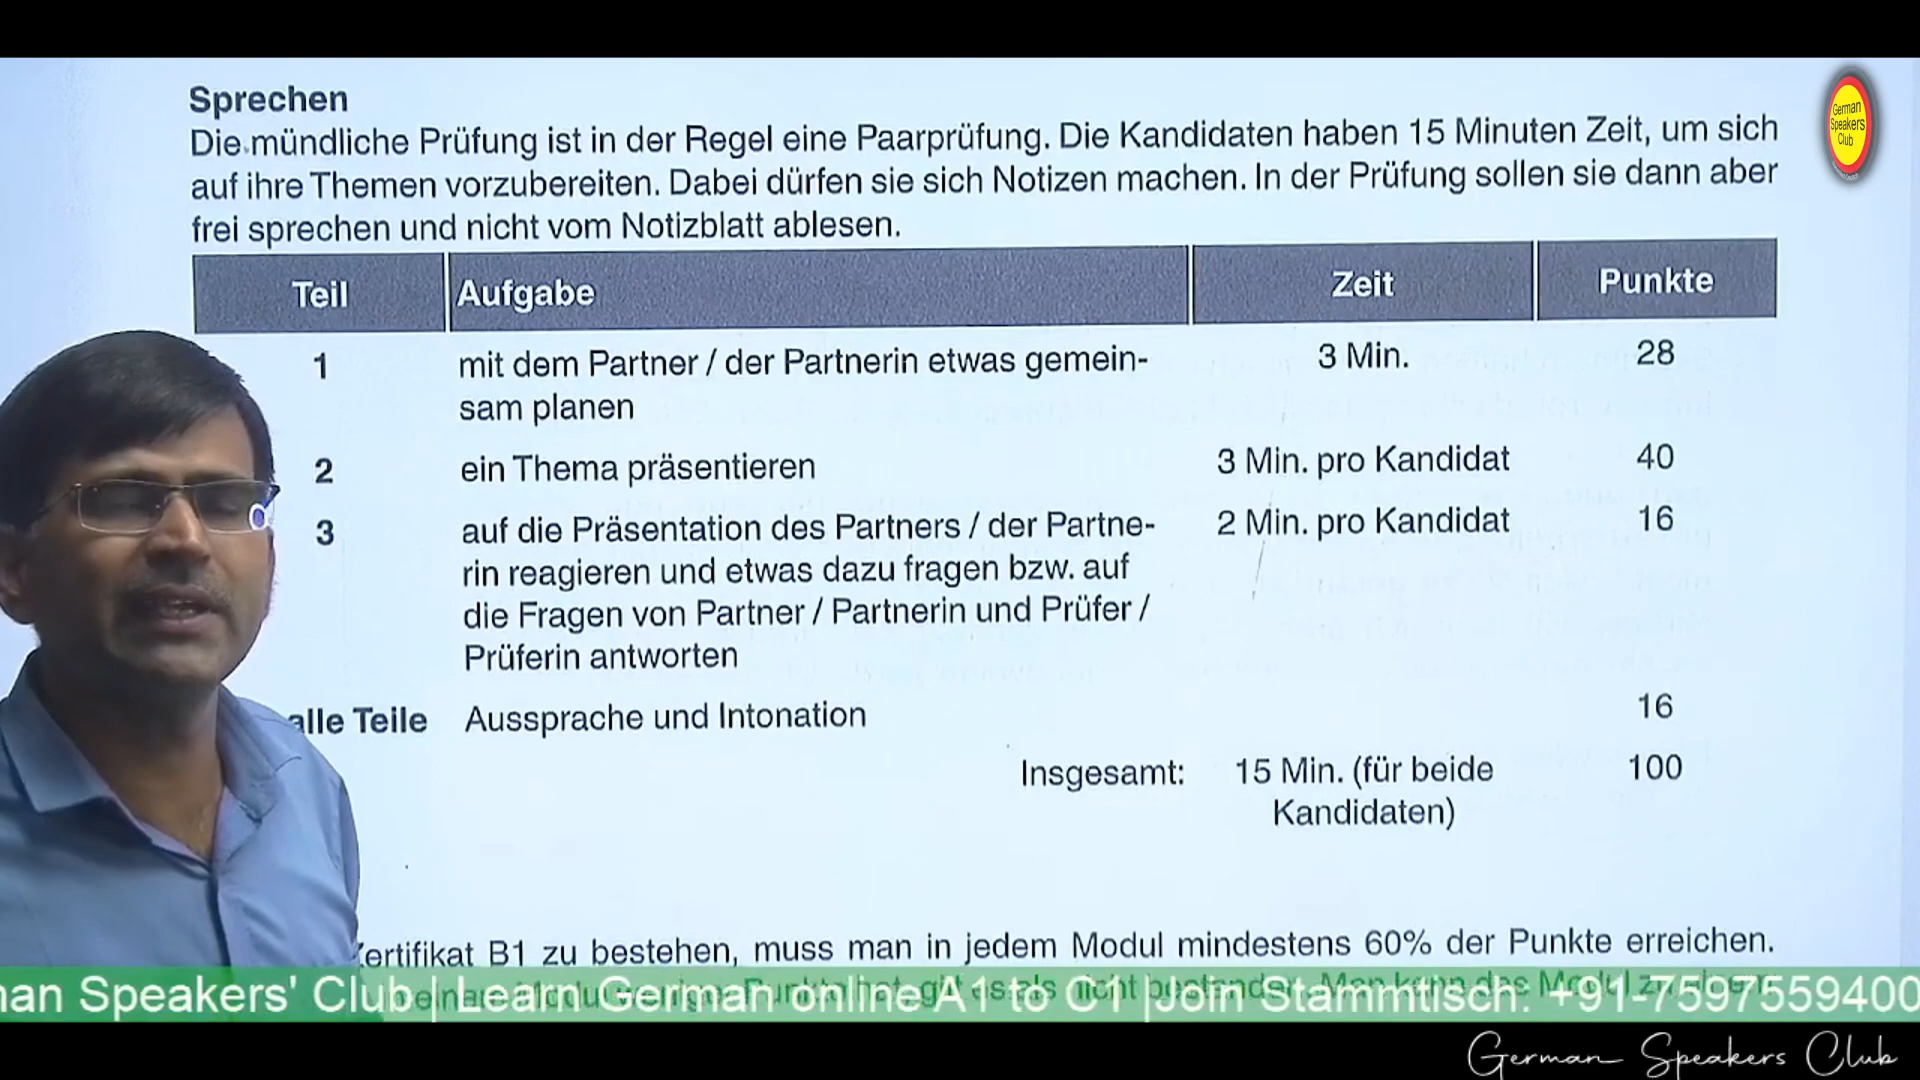 Sprechen
Die mündliche Prüfung ist in der Regel eine Paarprüfung. Die Kandidaten haben 15 Minuten Zeit, um sich
auf ihre Themen vorzubereiten. Dabei dürfen sie sich Notizen machen. In der Prüfung sollen sie dann aber
frei sprechen und nicht vom Notizblatt ablesen.
German
Speakers
Club
Teil Aufgabe Zeit Punkte
1 mit dem Partner / der Partnerin etwas gemein- 3 Min. 28
sam planen
2 ein Thema präsentieren 3 Min. pro Kandidat 40
3 auf die Präsentation des Partners / der Partne- 2 Min. pro Kandidat 16
rin reagieren und etwas dazu fragen bzw. auf
die Fragen von Partner / Partnerin und Prüfer /
Prüferin antworten
alle Teile Aussprache und Intonation 16
Insgesamt: 15 Min. (für beide 100
Kandidaten)
ertifikat B1 zu bestehen, muss man in jedem Modul mindestens 60% der Punkte erreichen.
an Speakers' Club | Learn German online A1 to C1 |Join Stammtisch: +91-7597559400
German Speakers Club